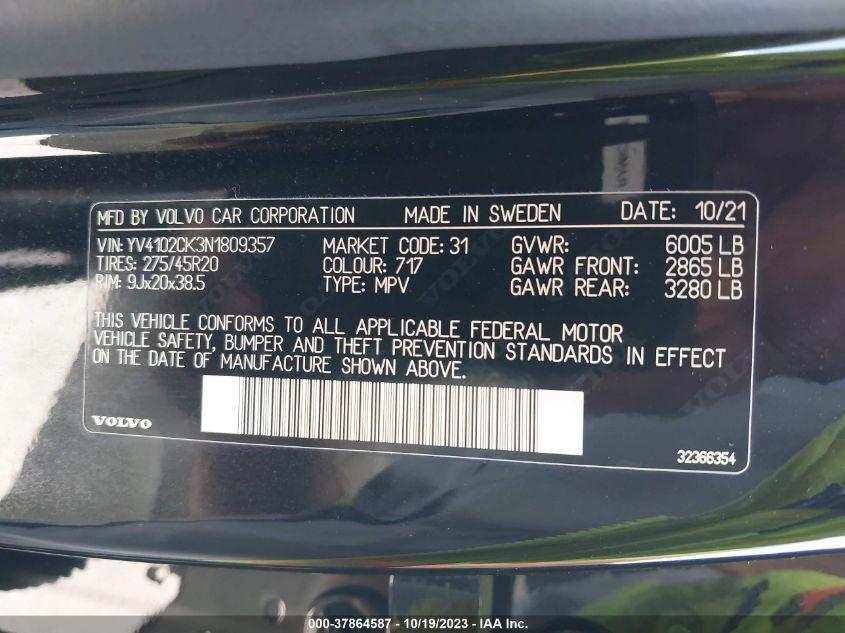 MFD BY VOLVO CAR CORPORATION MADE IN SWEDEN DATE: 10/21
VIN: YV4102CK3N1809357 MARKET CODE: 31 GVWR: 6005 LB
TIRES: 275/45R20 COLOUR: 717 GAWR FRONT: 2865 LB
RIM: 9Jx20x38.5 TYPE: MPV GAWR REAR: 3280 LB
THIS VEHICLE CONFORMS TO ALL APPLICABLE FEDERAL MOTOR
VEHICLE SAFETY, BUMPER AND THEFT PREVENTION STANDARDS IN EFFECT
ON THE DATE OF MANUFACTURE SHOWN ABOVE.
VOLVO
32366354
000-37864587 - 10/19/2023 - IAA Inc.